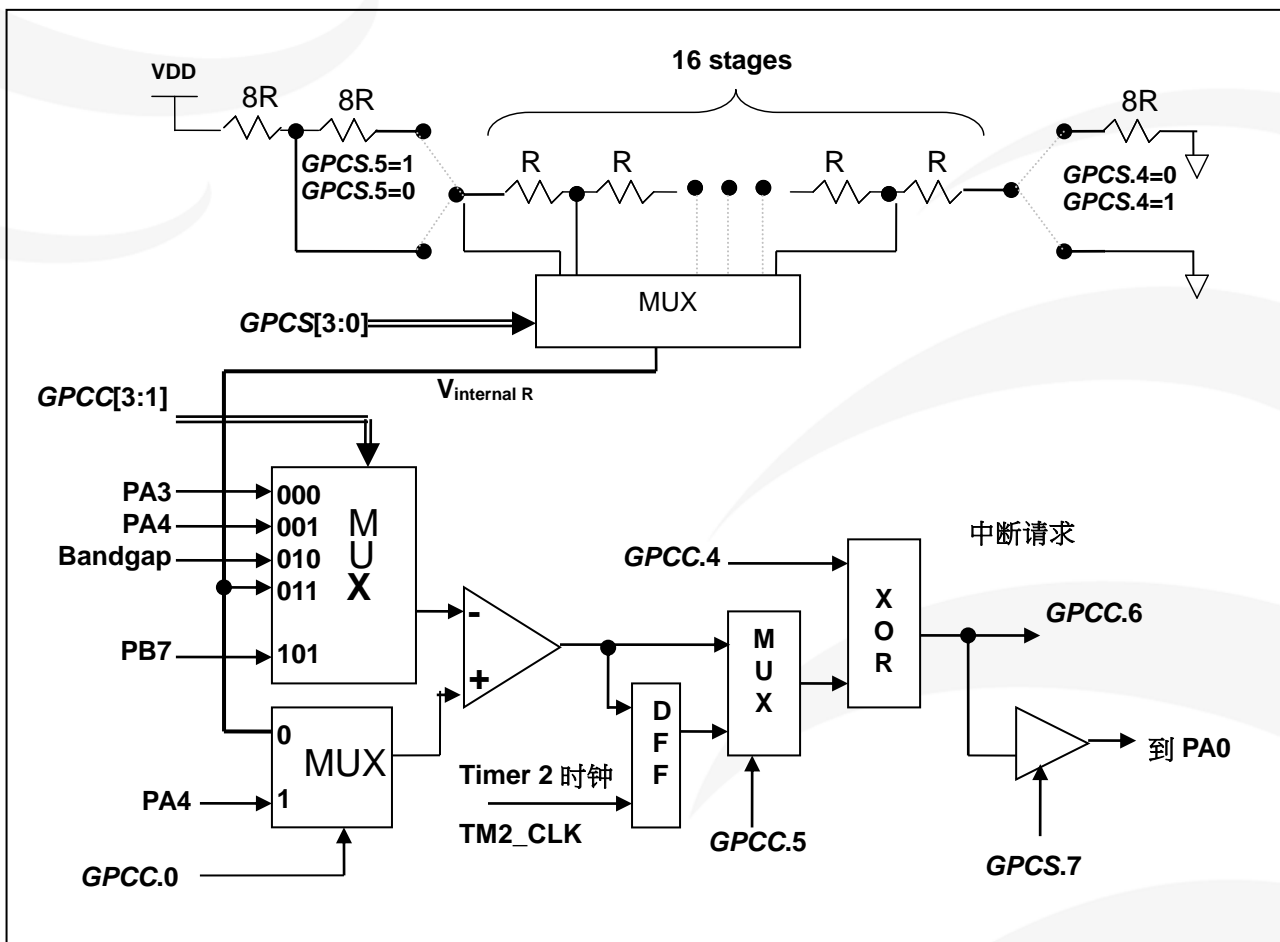 16 stages
VDD
8R
8R
8R
GPCS.5=1
GPCS.5=0
R
R
R
R
GPCS.4=0
GPCS.4=1
MUX
GPCS[3:0]
Vinternal R
GPCC[3:1]
PA3
000
PA4
001
Bandgap
010
011
PB7
101
M
U
X
-
+
0
MUX
PA4
1
GPCC.0
Timer 2 时钟
TM2_CLK
D
F
F
M
U
X
GPCC.5
GPCC.4
X
O
R
中断请求
GPCC.6
到 PA0
GPCS.7